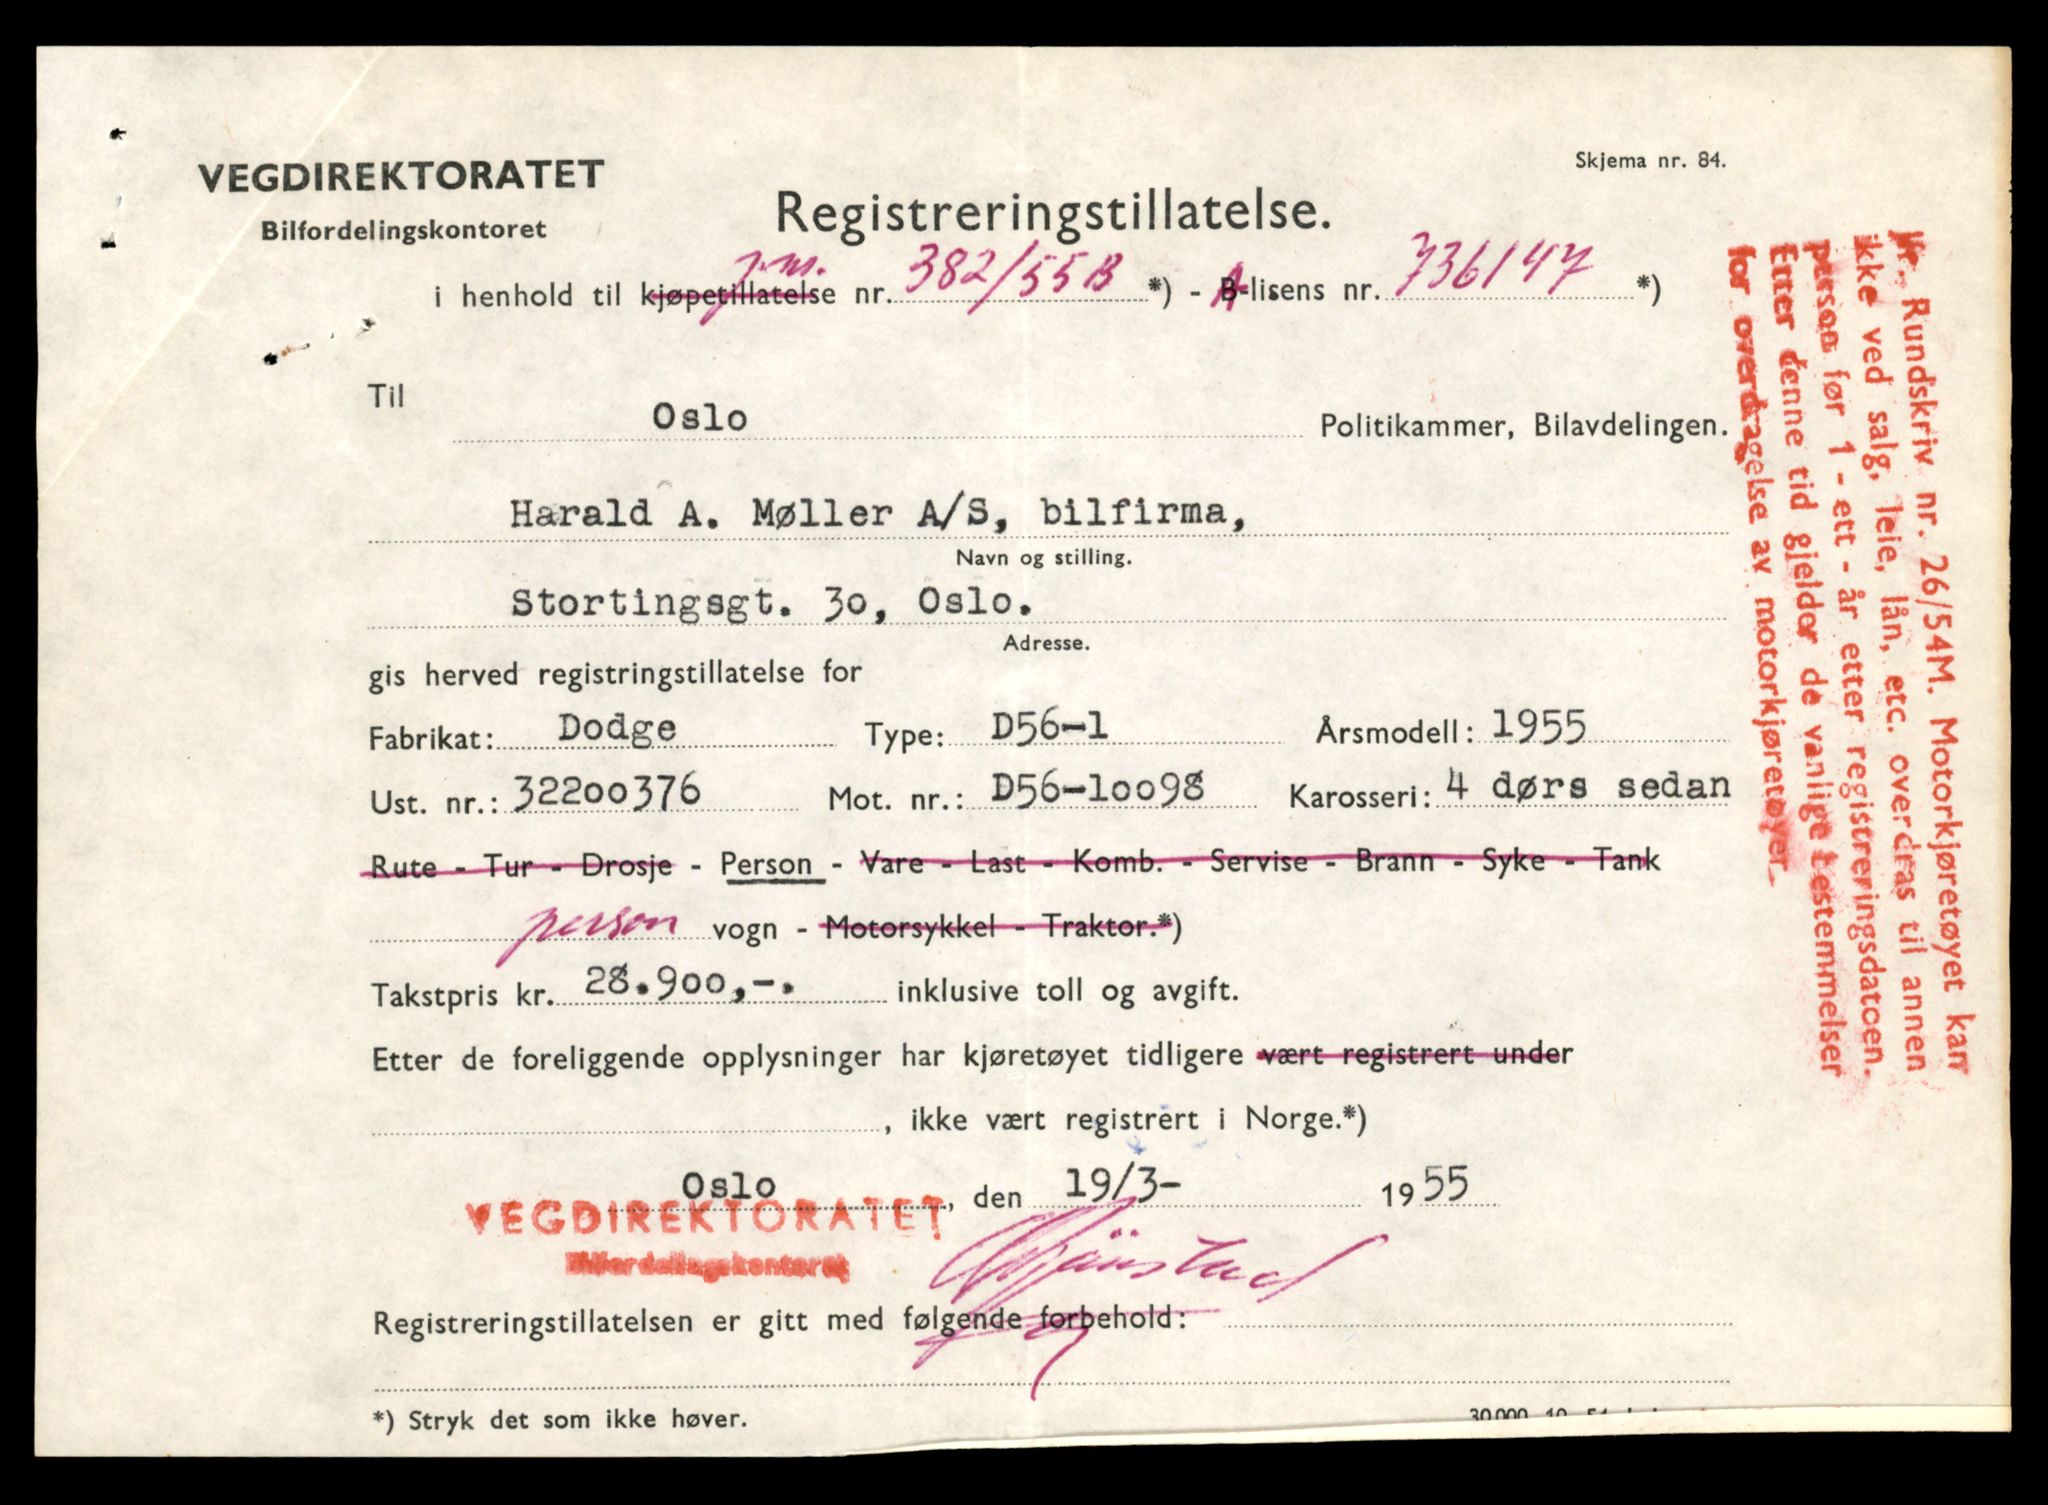 VEGDIREKTORATET
Bilfordelingskontoret
Skjema nr. 84.
Registreringstillatelse.
j.nr.
i henhold til kjøpetillatelse nr. 382/55B *) - A B-lisens nr. 736/47 *)
Til
Oslo Politikammer, Bilavdelingen.
Harald A. Møller A/S, bilfirma,
Navn og stilling.
Stortingsgt. 30, Oslo.
Adresse.
gis herved registringstillatelse for
Fabrikat: Dodge Type: D56-1 Årsmodell: 1955
Ust. nr.: 32200376 Mot. nr.: D56-10098 Karosseri: 4 dørs sedan
Rute - Tur - Drosje - Person - Vare - Last - Komb. - Servise - Brann - Syke - Tank
person vogn - Motorsykkel - Traktor.*)
Takstpris kr. 28.900,-. inklusive toll og avgift.
Etter de foreliggende opplysninger har kjøretøyet tidligere vært registrert under
, ikke vært registrert i Norge.*)
Oslo, den 19/3- 1955
VEGDIREKTORATET
Bilfordelingskontoret
Registreringstillatelsen er gitt med følgende forbehold:
*) Stryk det som ikke høver.
30000 10 54
Rundskriv nr. 26/54M. Motorkjøretøyet kan
ikke ved salg, leie, lån, etc. overdras til annen
person før 1 - ett - år etter registreringsdatoen.
Etter denne tid gjelder de vanlige bestemmelser
for overdragelse av motorkjøretøyer.